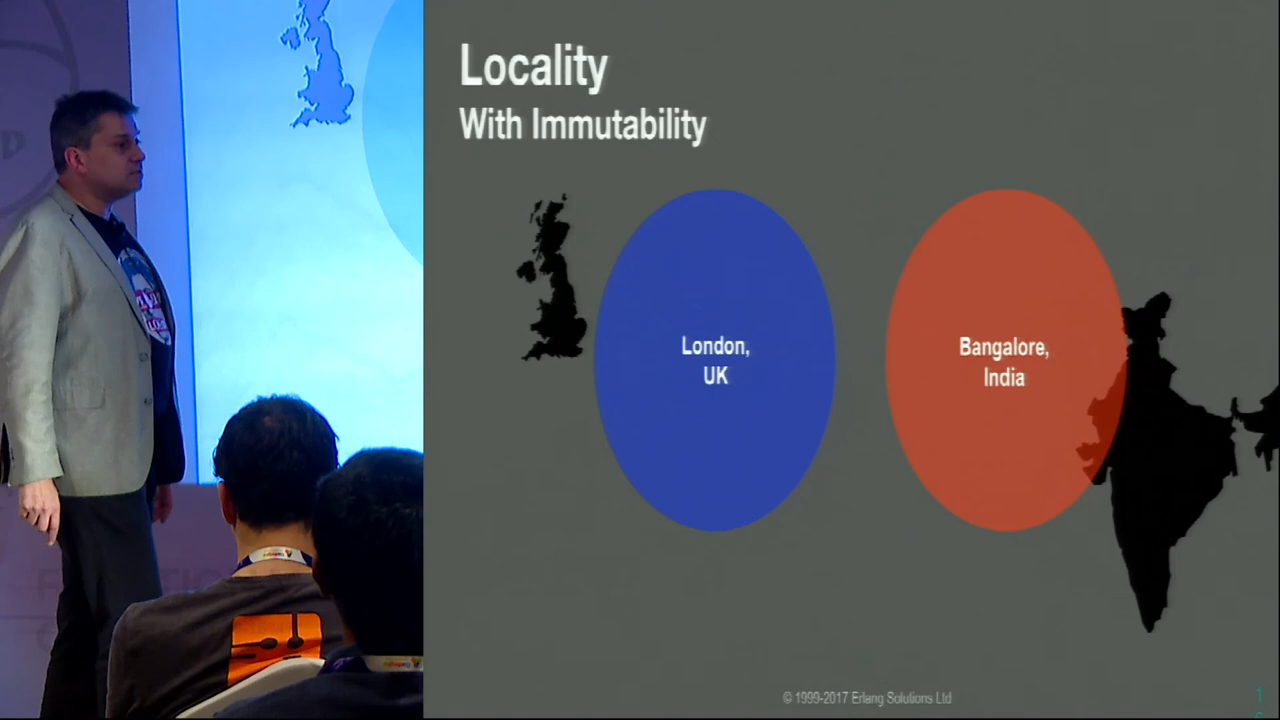 Locality
With Immutability
London,
UK
Bangalore,
India
© 1999-2017 Erlang Solutions Ltd